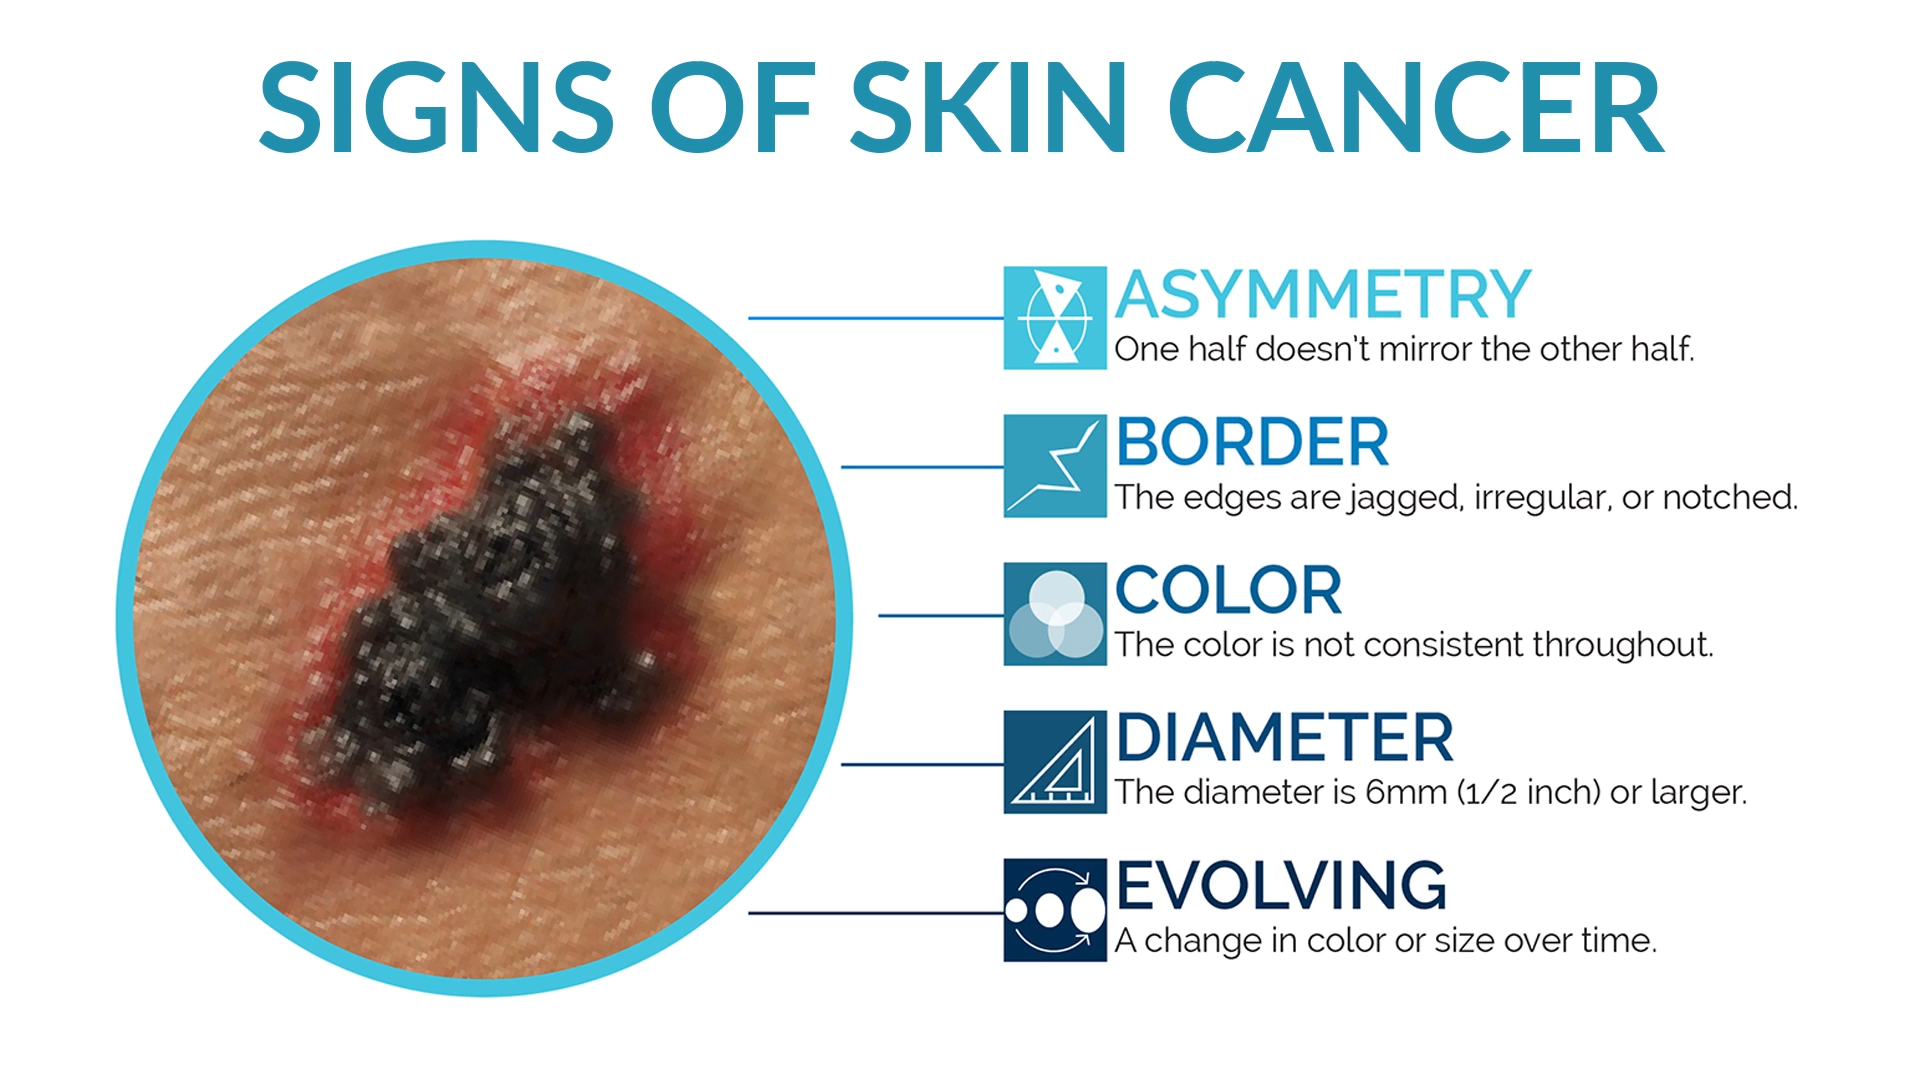 SIGNS OF SKIN CANCER
ASYMMETRY
One half doesn't mirror the other half.
BORDER
The edges are jagged, irregular, or notched.
COLOR
The color is not consistent throughout.
DIAMETER
The diameter is 6mm (1/2 inch) or larger.
EVOLVING
A change in color or size over time.